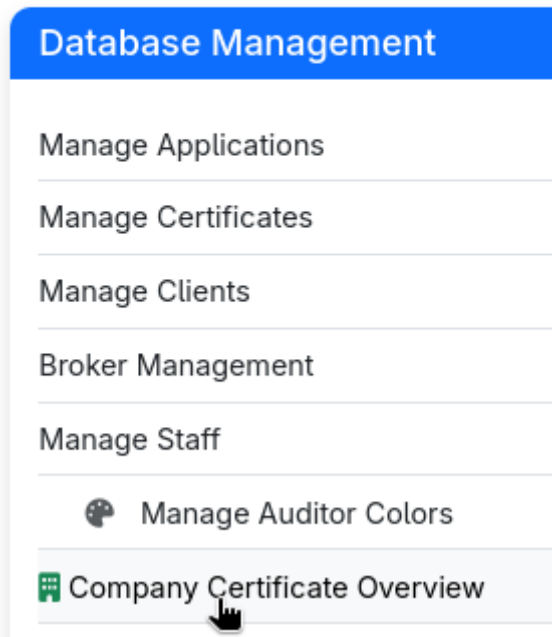 Database Management
Manage Applications
Manage Certificates
Manage Clients
Broker Management
Manage Staff
Manage Auditor Colors
Company Certificate Overview